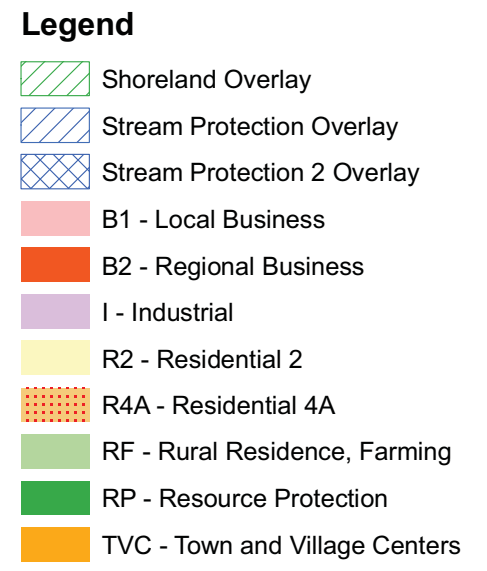 Legend
Shoreland Overlay
Stream Protection Overlay
Stream Protection 2 Overlay
B1 - Local Business
B2 - Regional Business
I - Industrial
R2 - Residential 2
R4A - Residential 4A
RF - Rural Residence, Farming
RP - Resource Protection
TVC - Town and Village Centers